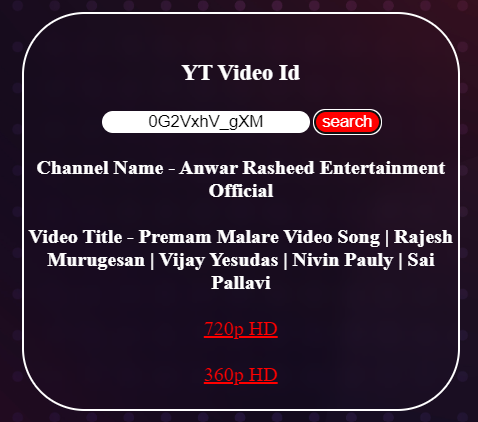 YT Video Id
0G2VxhV_gXM search
Channel Name - Anwar Rasheed Entertainment
Official
Video Title - Premam Malare Video Song | Rajesh
Murugesan | Vijay Yesudas | Nivin Pauly | Sai
Pallavi
720p HD
360p HD